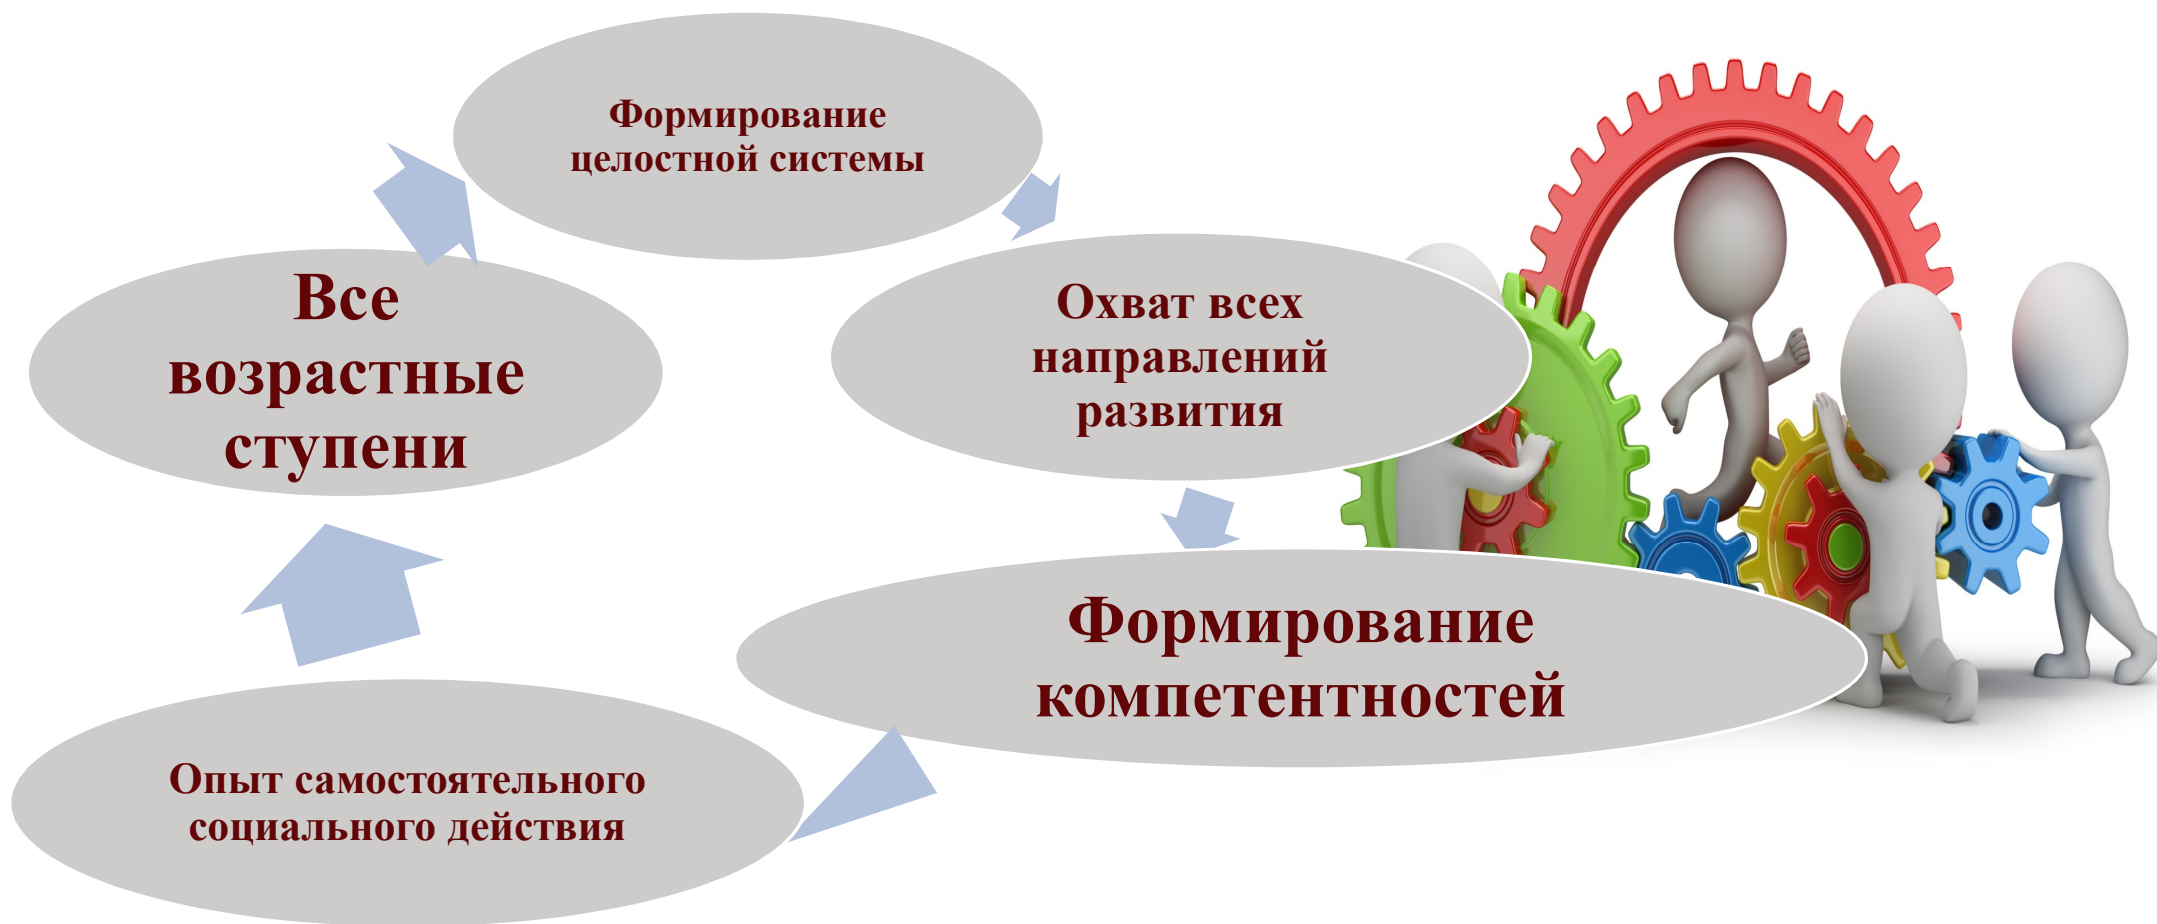 Формирование
целостной системы
Все
возрастные
ступени
Охват всех
направлений
развития
Формирование
компетентностей
Опыт самостоятельного
социального действия